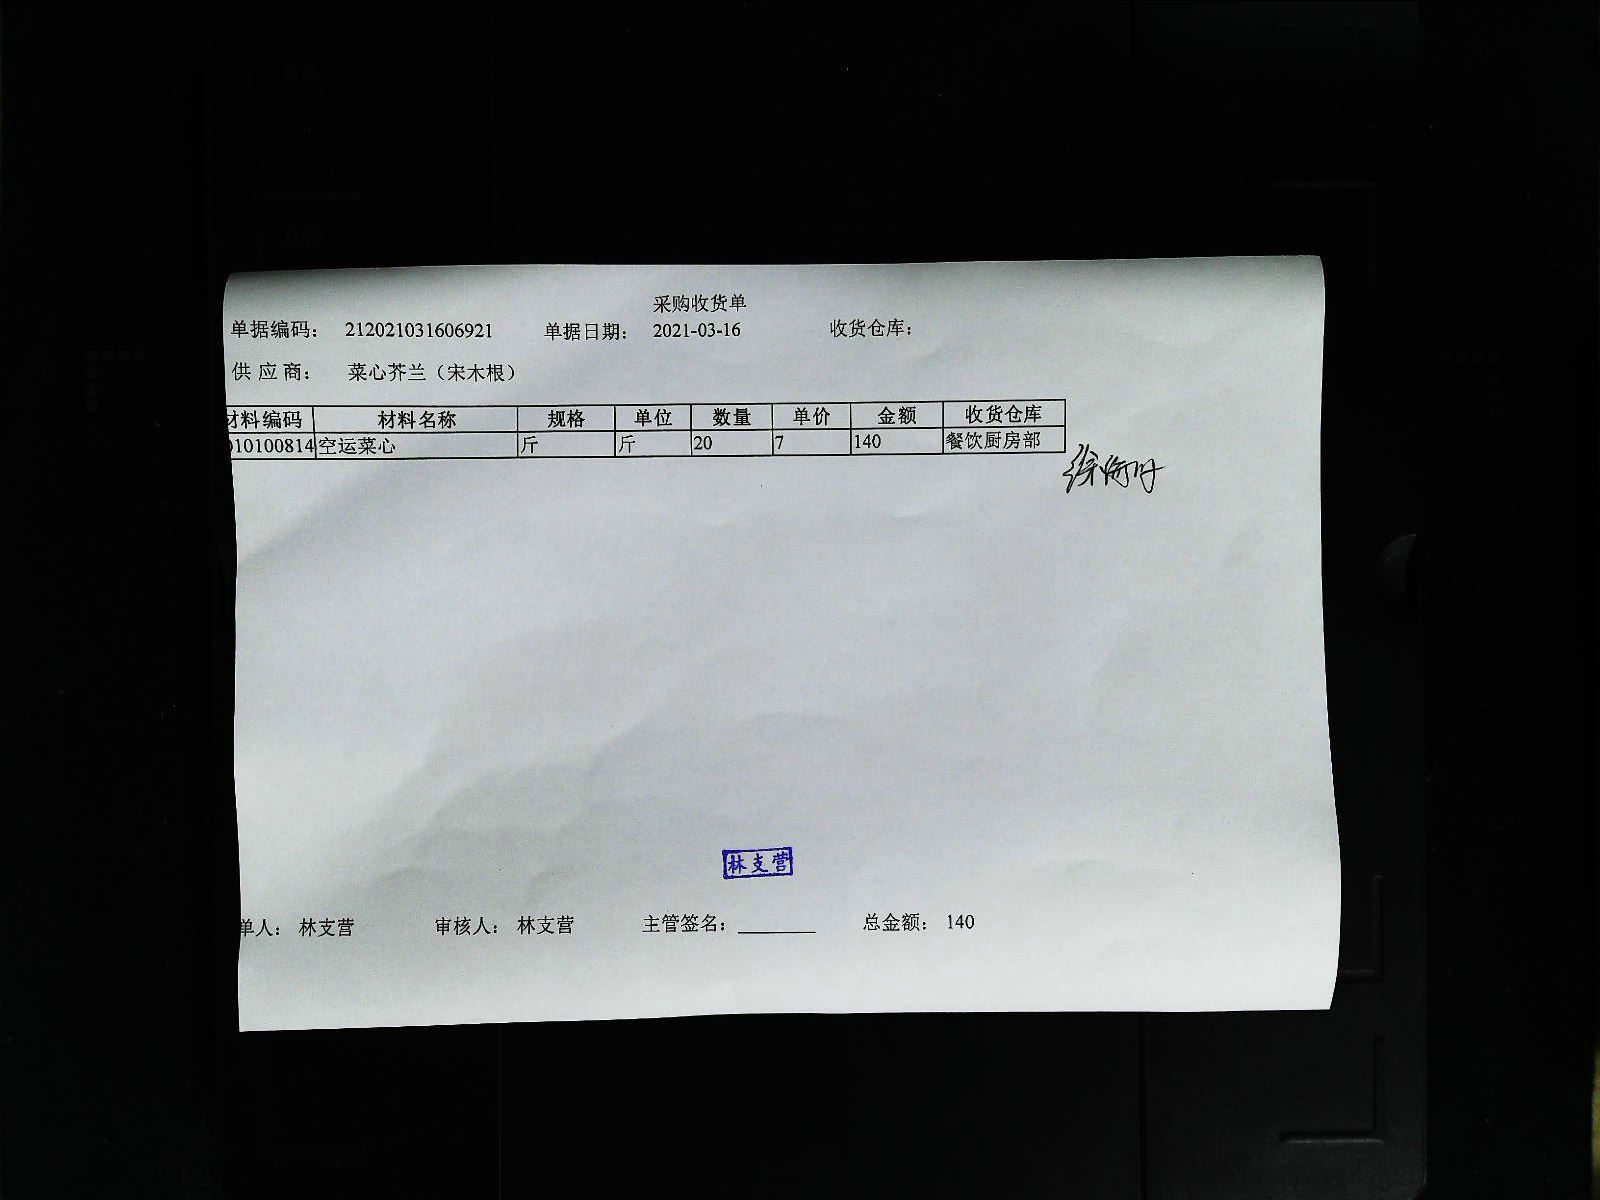 采购收货单
单据编码： 212021031606921 单据日期： 2021-03-16 收货仓库：
供应商： 菜心芥兰（宋木根）
材料编码 材料名称 规格 单位 数量 单价 金额 收货仓库
010100814 空运菜心 斤 斤 20 7 140 餐饮厨房部
林支营
单人： 林支营 审核人： 林支营 主管签名： 总金额： 140